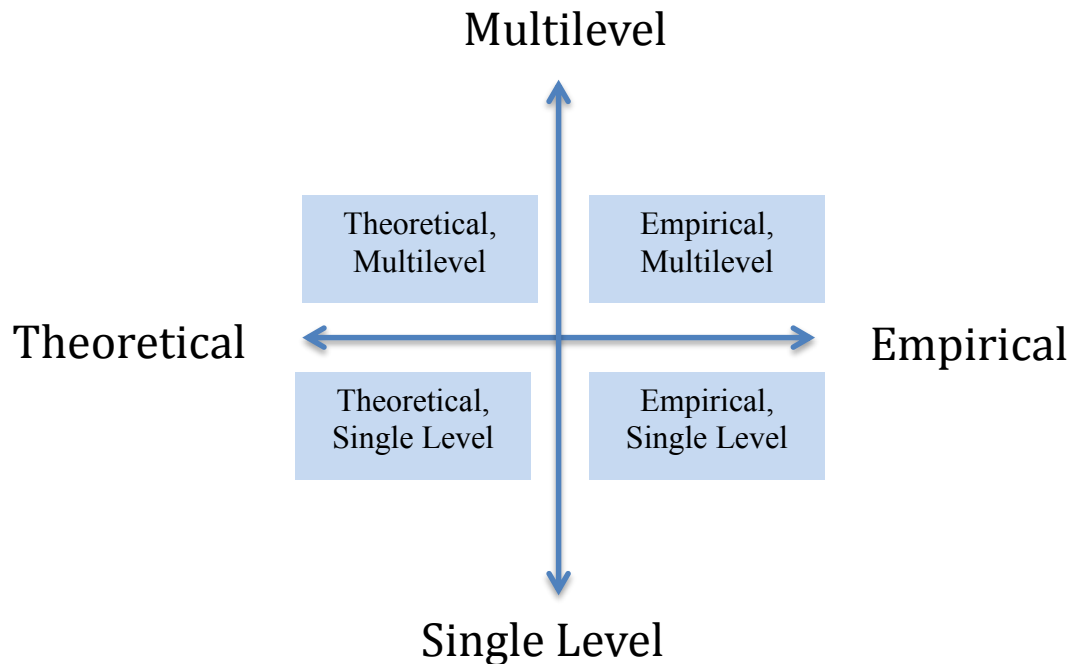 Multilevel
Theoretical,
Multilevel
Empirical,
Multilevel
Theoretical
Empirical
Theoretical,
Single Level
Empirical,
Single Level
Single Level